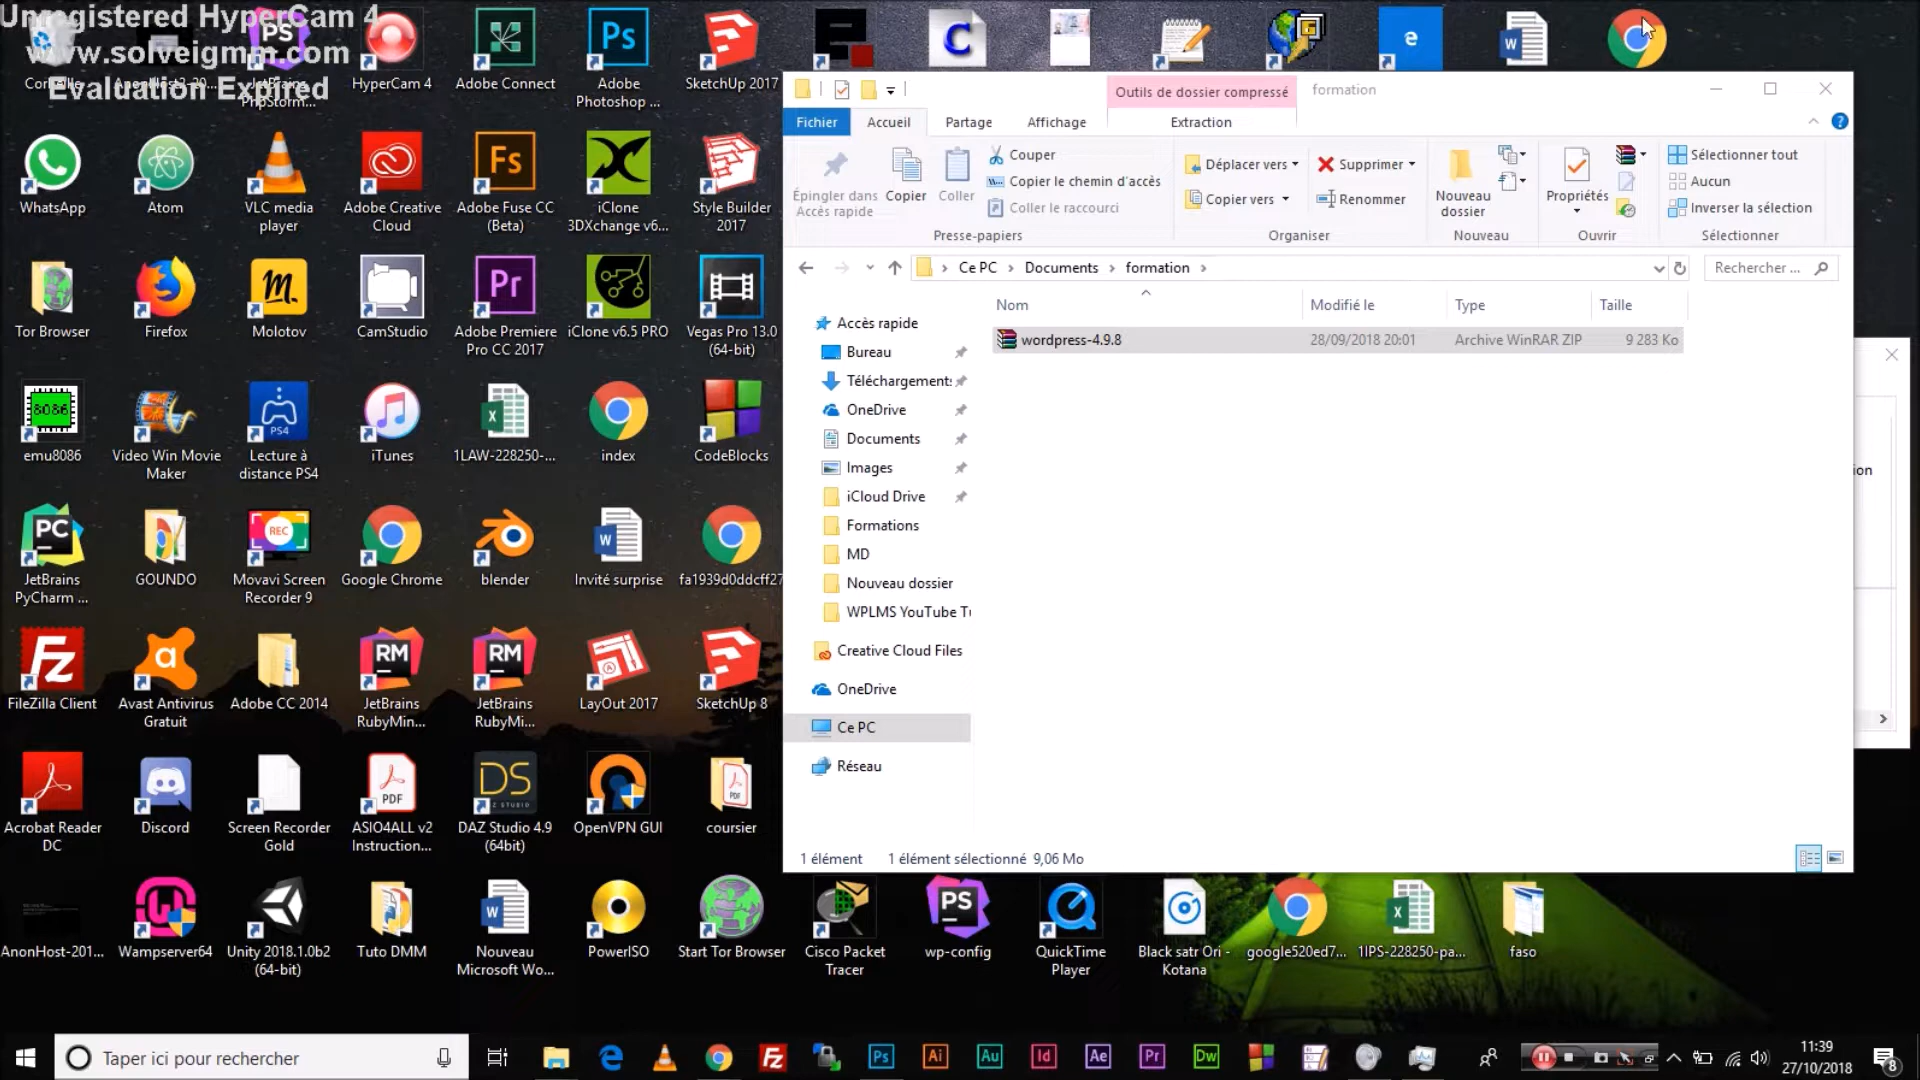 Unregistered HyperCam 4
www.solveigmm.com
Evaluation Expired
HyperCam 4
Adobe Connect
Adobe
Photoshop ...
SketchUp 2017
JetBrains
PhpStorm...
WhatsApp
Atom
VLC media
player
Adobe Creative
Cloud
Adobe Fuse CC
(Beta)
iClone
3DXchange v6...
Style Builder
2017
Tor Browser
Firefox
Molotov
CamStudio
Adobe Premiere
Pro CC 2017
iClone v6.5 PRO
Vegas Pro 13.0
(64-bit)
8086
emu8086
Video Win Movie
Maker
PS4
Lecture à
distance PS4
iTunes
1LAW-228250-...
index
CodeBlocks
JetBrains
PyCharm ...
GOUNDO
REC
Movavi Screen
Recorder 9
Google Chrome
blender
Invité surprise
fa1939d0ddcff27
FileZilla Client
Avast Antivirus
Gratuit
Adobe CC 2014
JetBrains
RubyMin...
JetBrains
RubyMi...
LayOut 2017
SketchUp 8
Acrobat Reader
DC
Discord
Screen Recorder
Gold
PDF
ASIO4ALL v2
Instruction...
DAZ Studio 4.9
(64bit)
OpenVPN GUI
coursier
AnonHost-201...
Wampserver64
Unity 2018.1.0b2
(64-bit)
Tuto DMM
Nouveau
Microsoft Wo...
PowerISO
Start Tor Browser
Cisco Packet
Tracer
wp-config
QuickTime
Player
Black satr Ori -
Kotana
google520ed7...
1IPS-228250-pa...
faso
Outils de dossier compressé
formation
Fichier
Accueil
Partage
Affichage
Extraction
Épingler dans
Accès rapide
Copier
Coller
Couper
Copier le chemin d'accès
Coller le raccourci
Presse-papiers
Déplacer vers
Copier vers
Supprimer
Renommer
Organiser
Nouveau
dossier
Nouveau
Propriétés
Ouvrir
Sélectionner tout
Aucun
Inverser la sélection
Sélectionner
Ce PC > Documents > formation >
Rechercher ...
Nom
Modifié le
Type
Taille
wordpress-4.9.8
28/09/2018 20:01
Archive WinRAR ZIP
9 283 Ko
Accès rapide
Bureau
Téléchargement:
OneDrive
Documents
Images
iCloud Drive
Formations
MD
Nouveau dossier
WPLMS YouTube Tu
Creative Cloud Files
OneDrive
Ce PC
Réseau
1 élément
1 élément sélectionné 9,06 Mo
ion
Taper ici pour rechercher
11:39
27/10/2018
8